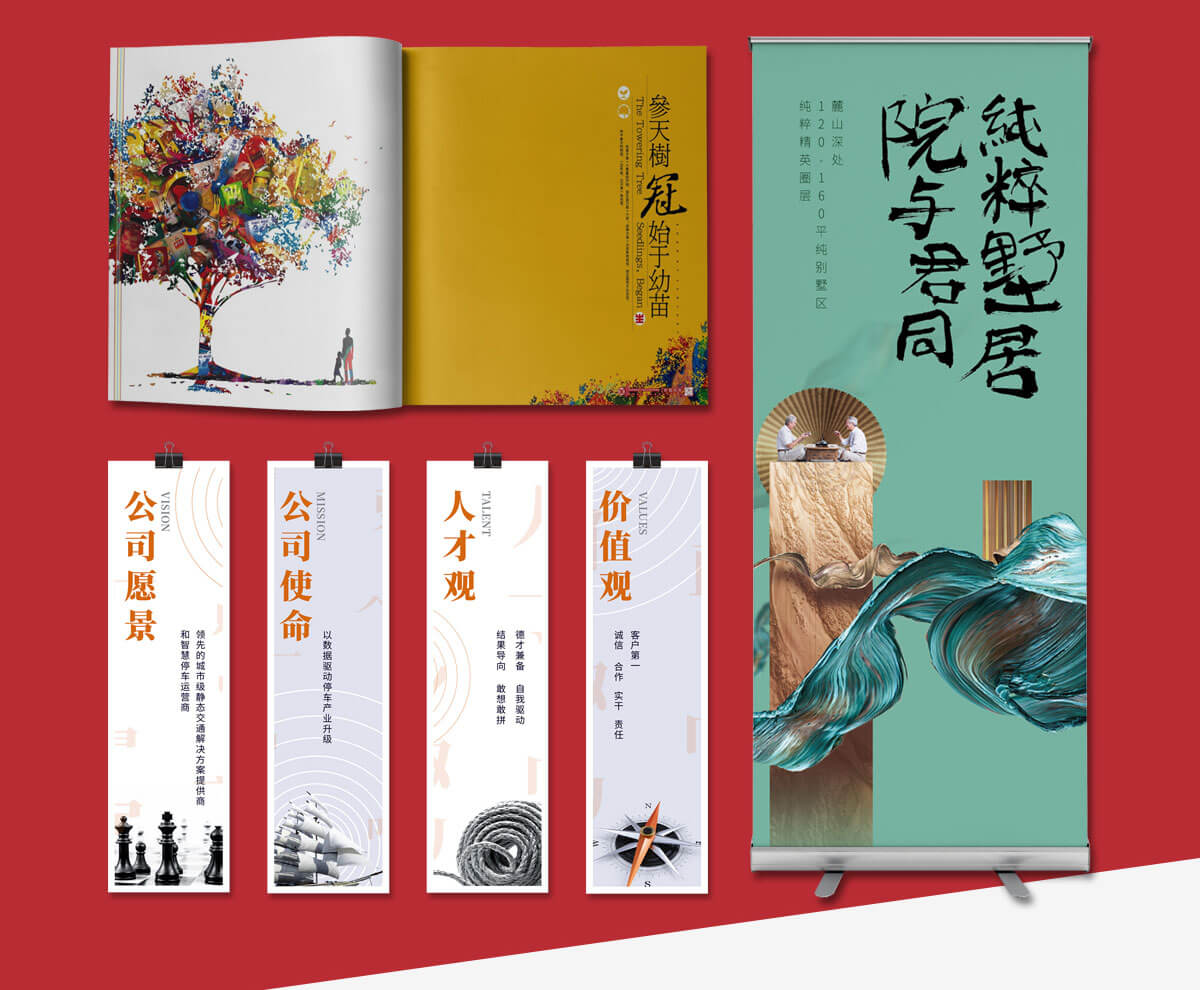 參天樹冠始于幼苗
The Towering Tree Seedlings, Began
純粹墅居
院与君同
麓山深处
120-160平纯别墅区
纯粹精英圈层
公司愿景
VISION
领先的城市级静态交通解决方案提供商
和智慧停车运营商
公司使命
MISSION
以数据驱动停车产业升级
人才观
TALENT
德才兼备 自我驱动
结果导向 敢想敢拼
价值观
VALUES
客户第一
诚信 合作 实干 责任
N
E
S
W